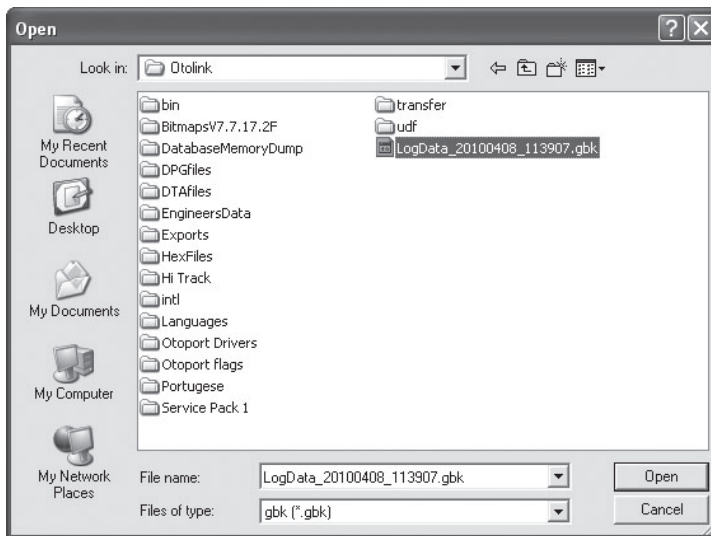 Open
Look in: Otolink
My Recent Documents
Desktop
My Documents
My Computer
My Network Places
bin
BitmapsV7.7.17.2F
DatabaseMemoryDump
DPGfiles
DTAfiles
EngineersData
Exports
HexFiles
Hi Track
intl
Languages
Otoport Drivers
Otoport flags
Portugese
Service Pack 1
transfer
udf
LogData_20100408_113907.gbk
File name: LogData_20100408_113907.gbk Open
Files of type: gbk (*.gbk) Cancel